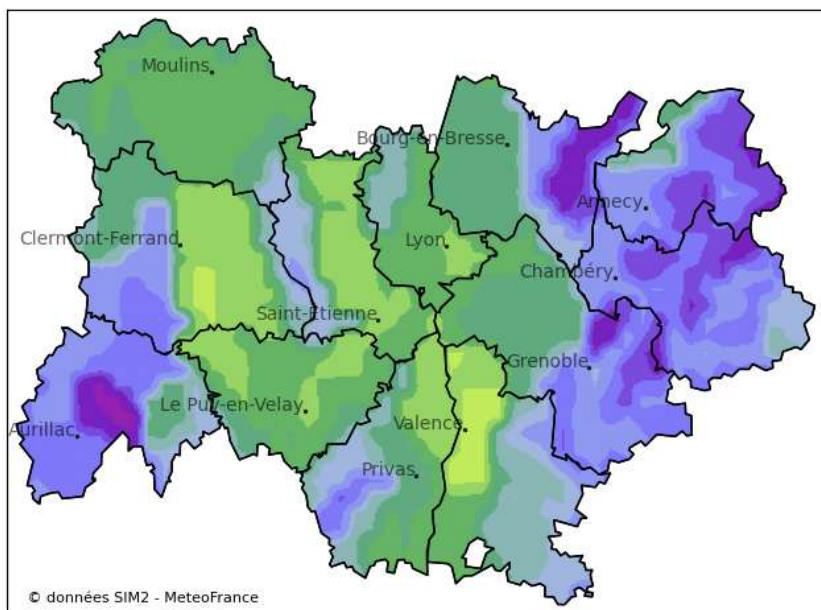 Moulins
Bourg-en-Bresse
Annecy
Clermont-Ferrand
Lyon
Chambéry
Saint-Etienne
Grenoble
Le Puy-en-Velay
Aurillac
Valence
Privas
© données SIM2 - MeteoFrance